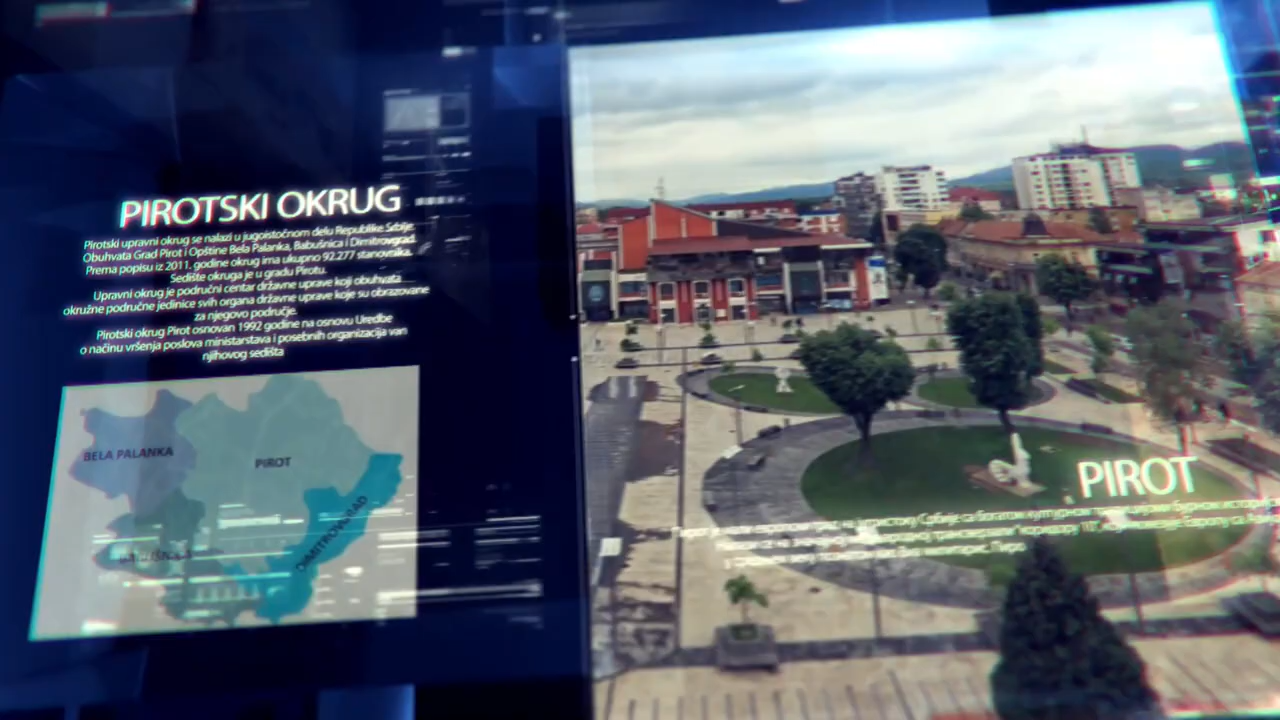 PIROTSKI OKRUG
Pirotski upravni okrug se nalazi u jugoistočnom delu Republike Srbije.
Obuhvata Grad Pirot i Opštine Bela Palanka, Babušnica i Dimitrovgrad.
Prema popisu iz 2011. godine okrug ima ukupno 92.277 stanovnika.
Sedište okruga je u gradu Pirotu.
Upravni okrug je područni centar državne uprave koji obuhvata
okružne područne jedinice svih organa državne uprave koje su obrazovane
za njegovo područje.
Pirotski okrug Pirot osnovan 1992 godine na osnovu Uredbe
o načinu vršenja poslova ministarstava i posebnih organizacija van
njihovog sedišta
BELA PALANKA
PIROT
DIMITROVGRAD
PIROT